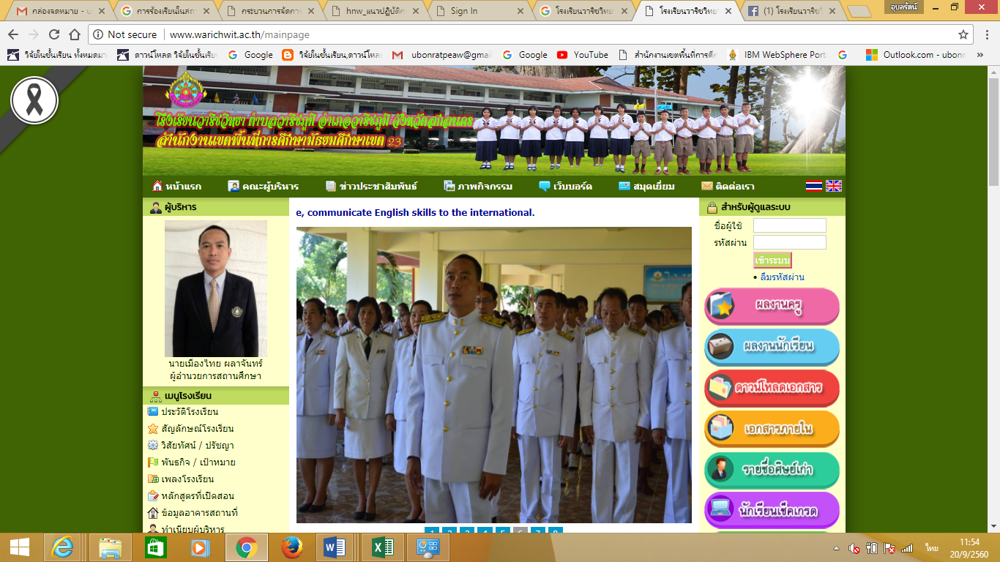 กล่องจดหมาย - u
การร้องเรียนในสถ
กระบวนการจัดการ
hnw_แนวปฏิบัติก
Sign In
โรงเรียนวาริชวิทยา
โรงเรียนวาริชวิทย
(1) โรงเรียนวาริชวิ
อุบลรัตน์
Not secure
www.warichwit.ac.th/mainpage
วิจัยในชั้นเรียน ทั้งหมดมา
ดาวน์โหลด วิจัยในชั้นเรีย
Google
วิจัยในชั้นเรียน,ดาวน์โหล
ubonratpeaw@gmai
Google
YouTube
สำนักงานเขตพื้นที่การศึก
IBM WebSphere Port
Outlook.com - ubonr
»
โรงเรียนวาริชวิทยา ตำบลวาริชภูมิ อำเภอวาริชภูมิ จังหวัดสกลนคร
สำนักงานเขตพื้นที่การศึกษามัธยมศึกษาเขต 23
หน้าแรก
คณะผู้บริหาร
ข่าวประชาสัมพันธ์
ภาพกิจกรรม
เว็บบอร์ด
สมุดเยี่ยม
ติดต่อเรา
ผู้บริหาร
นายเมืองไทย ผลาจันทร์
ผู้อำนวยการสถานศึกษา
เมนูโรงเรียน
ประวัติโรงเรียน
สัญลักษณ์โรงเรียน
วิสัยทัศน์ / ปรัชญา
พันธกิจ / เป้าหมาย
เพลงโรงเรียน
หลักสูตรที่เปิดสอน
ข้อมูลอาคารสถานที่
ทำเนียบผู้บริหาร
e, communicate English skills to the international.
1 2 3 4 5 6 7 8
สำหรับผู้ดูแลระบบ
ชื่อผู้ใช้
รหัสผ่าน
เข้าระบบ
• ลืมรหัสผ่าน
ผลงานครู
ผลงานนักเรียน
ดาวน์โหลดเอกสาร
เอกสารภายใน
รายชื่อศิษย์เก่า
นักเรียนเช็คเกรด
ไทย
11:54
20/9/2560